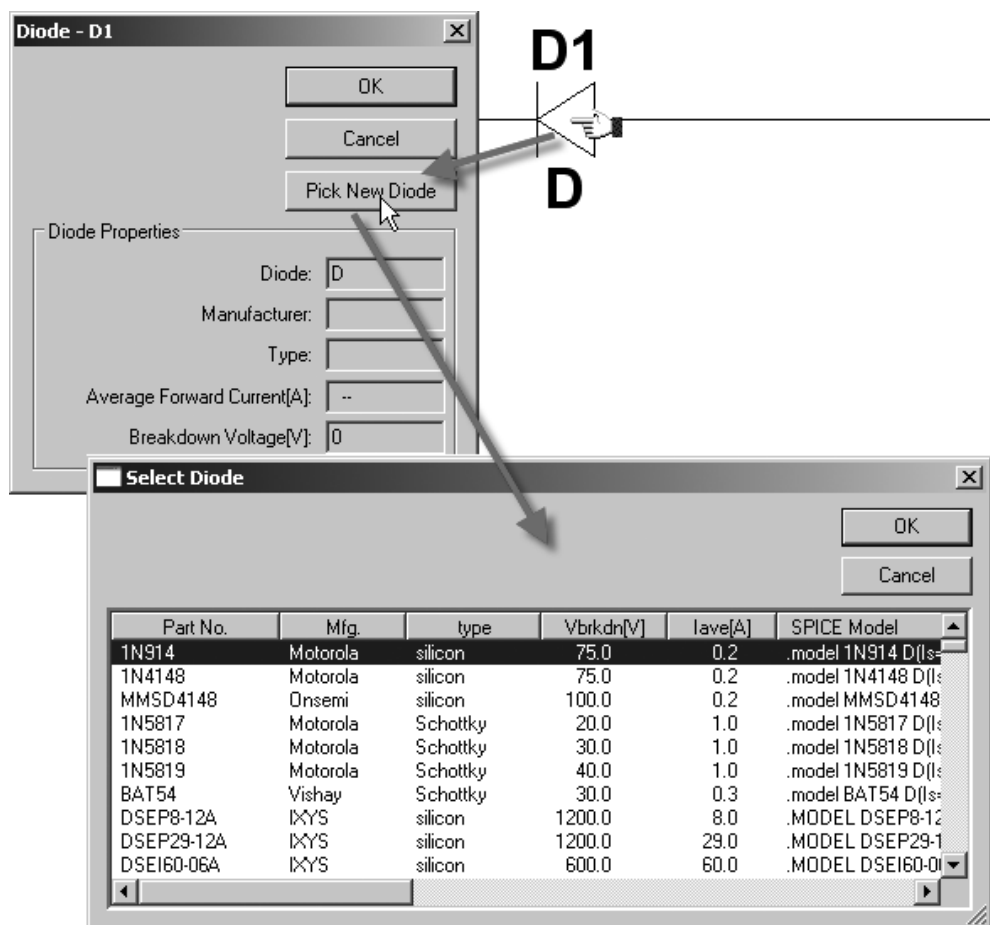 Diode - D1
OK
Cancel
Pick New Diode
Diode Properties
Diode: D
Manufacturer:
Type:
Average Forward Current[A]: --
Breakdown Voltage[V]: 0
D1
D
Select Diode
OK
Cancel
Part No. Mfg. type Vbrkdn[V] Iave[A] SPICE Model
1N914 Motorola silicon 75.0 0.2 .model 1N914 D(Is=
1N4148 Motorola silicon 75.0 0.2 .model 1N4148 D(Is
MMSD4148 Onsemi silicon 100.0 0.2 .model MMSD4148
1N5817 Motorola Schottky 20.0 1.0 .model 1N5817 D(Is
1N5818 Motorola Schottky 30.0 1.0 .model 1N5818 D(Is
1N5819 Motorola Schottky 40.0 1.0 .model 1N5819 D(Is
BAT54 Vishay Schottky 30.0 0.3 .model BAT54 D(Is=
DSEP8-12A IXYS silicon 1200.0 8.0 .MODEL DSEP8-12
DSEP29-12A IXYS silicon 1200.0 29.0 .MODEL DSEP29-1
DSEI60-06A IXYS silicon 600.0 60.0 .MODEL DSEI60-0